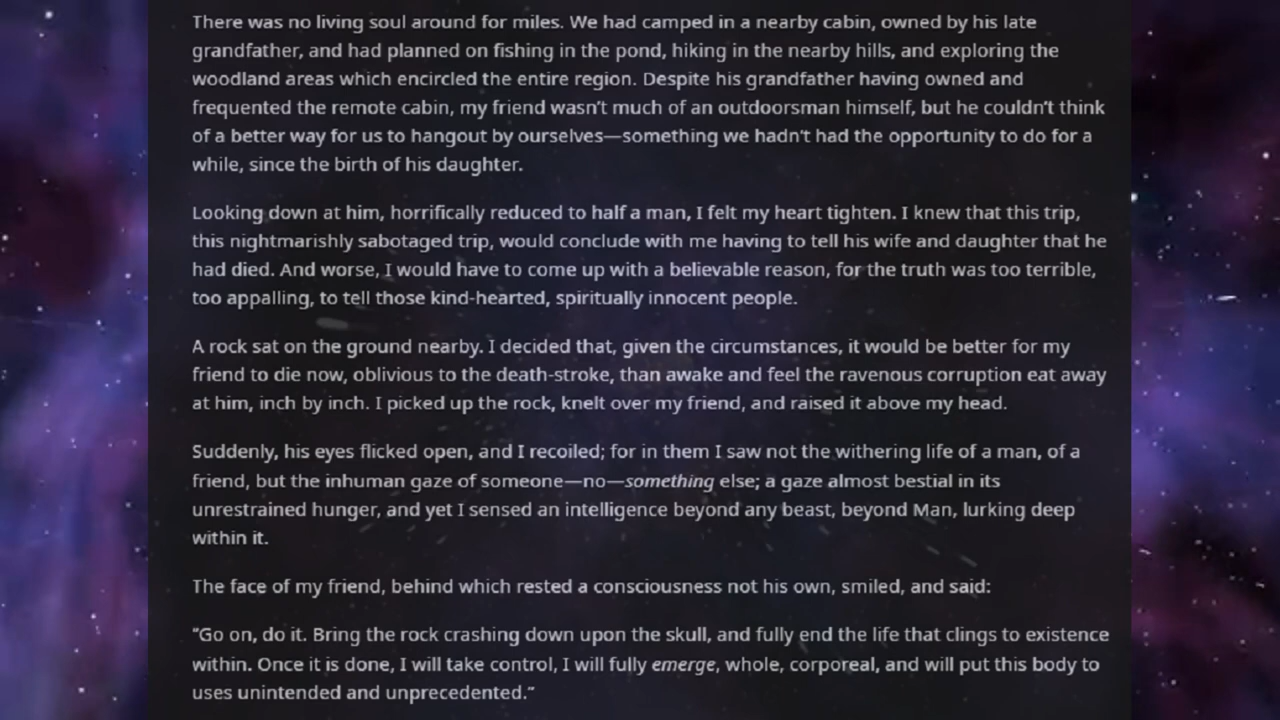 There was no living soul around for miles. We had camped in a nearby cabin, owned by his late
grandfather, and had planned on fishing in the pond, hiking in the nearby hills, and exploring the
woodland areas which encircled the entire region. Despite his grandfather having owned and
frequented the remote cabin, my friend wasn’t much of an outdoorsman himself, but he couldn’t think
of a better way for us to hangout by ourselves—something we hadn’t had the opportunity to do for a
while, since the birth of his daughter.
Looking down at him, horrifically reduced to half a man, I felt my heart tighten. I knew that this trip,
this nightmarishly sabotaged trip, would conclude with me having to tell his wife and daughter that he
had died. And worse, I would have to come up with a believable reason, for the truth was too terrible,
too appalling, to tell those kind-hearted, spiritually innocent people.
A rock sat on the ground nearby. I decided that, given the circumstances, it would be better for my
friend to die now, oblivious to the death-stroke, than awake and feel the ravenous corruption eat away
at him, inch by inch. I picked up the rock, knelt over my friend, and raised it above my head.
Suddenly, his eyes flicked open, and I recoiled; for in them I saw not the withering life of a man, of a
friend, but the inhuman gaze of someone—no—something else; a gaze almost bestial in its
unrestrained hunger, and yet I sensed an intelligence beyond any beast, beyond Man, lurking deep
within it.
The face of my friend, behind which rested a consciousness not his own, smiled, and said:
“Go on, do it. Bring the rock crashing down upon the skull, and fully end the life that clings to existence
within. Once it is done, I will take control, I will fully emerge, whole, corporeal, and will put this body to
uses unintended and unprecedented.”